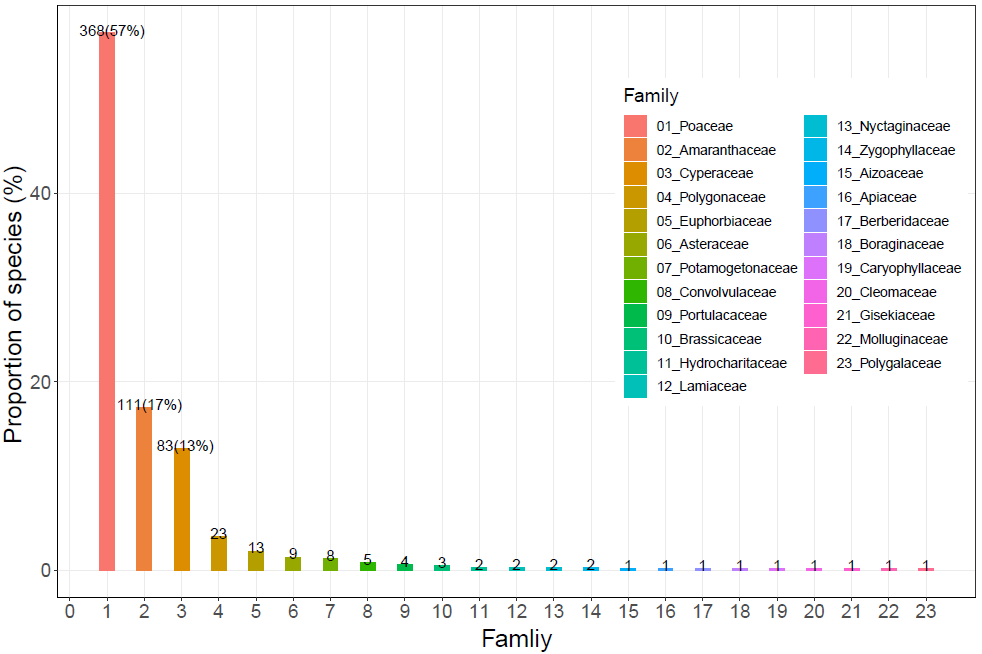 368(57%)
111(17%)
83(13%)
23
13
9
8
5
4
3
2
2
2
2
1
1
1
1
1
1
1
1
1
Proportion of species (%)
40
20
0
0 1 2 3 4 5 6 7 8 9 10 11 12 13 14 15 16 17 18 19 20 21 22 23
Famliy
Family
01_Poaceae
02_Amaranthaceae
03_Cyperaceae
04_Polygonaceae
05_Euphorbiaceae
06_Asteraceae
07_Potamogetonaceae
08_Convolvulaceae
09_Portulacaceae
10_Brassicaceae
11_Hydrocharitaceae
12_Lamiaceae
13_Nyctaginaceae
14_Zygophyllaceae
15_Aizoaceae
16_Apiaceae
17_Berberidaceae
18_Boraginaceae
19_Caryophyllaceae
20_Cleomaceae
21_Gisekiaceae
22_Molluginaceae
23_Polygalaceae